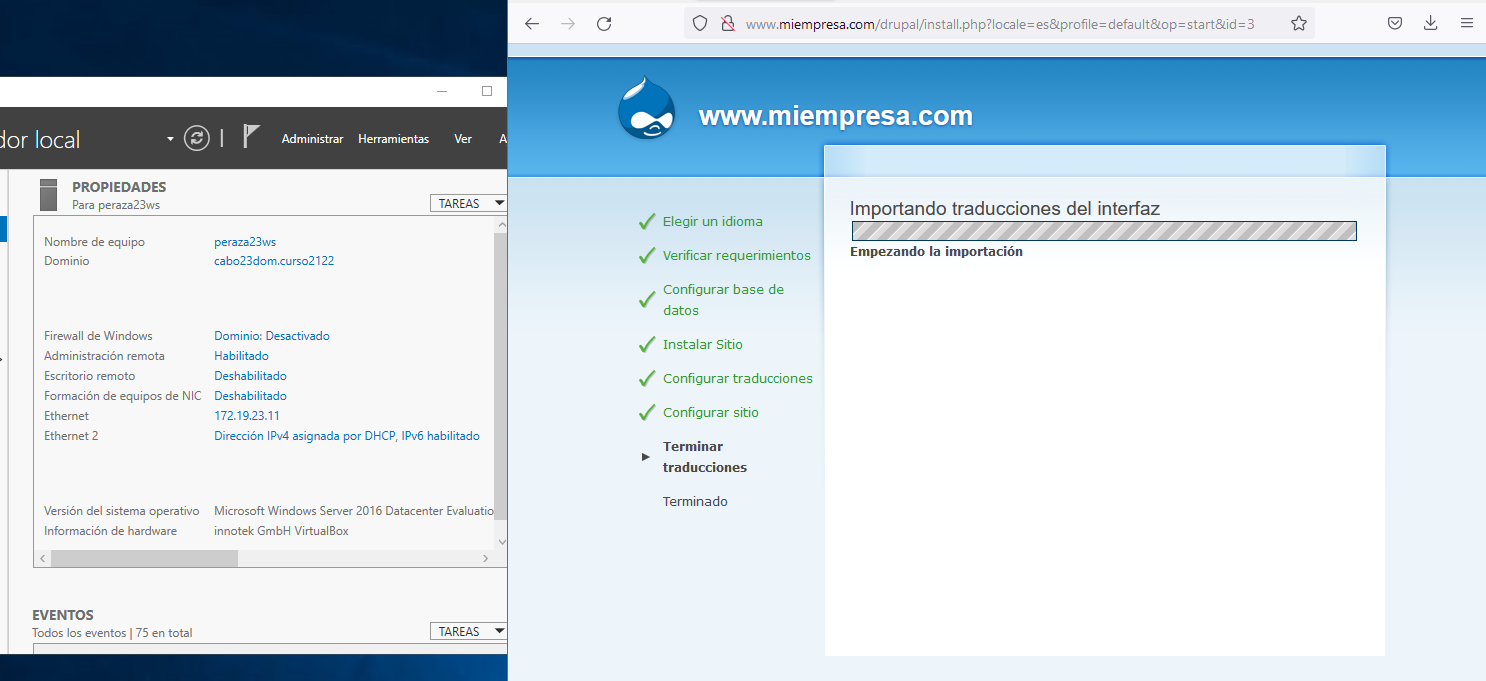 dor local
Administrar
Herramientas
Ver
A
PROPIEDADES
Para peraza23ws
TAREAS
Nombre de equipo peraza23ws
Dominio cabo23dom.curso2122
Firewall de Windows Dominio: Desactivado
Administración remota Habilitado
Escritorio remoto Deshabilitado
Formación de equipos de NIC Deshabilitado
Ethernet 172.19.23.11
Ethernet 2 Dirección IPv4 asignada por DHCP, IPv6 habilitado
Versión del sistema operativo Microsoft Windows Server 2016 Datacenter Evaluatio
Información de hardware innotek GmbH VirtualBox
EVENTOS
Todos los eventos | 75 en total
TAREAS
www.miempresa.com/drupal/install.php?locale=es&profile=default&op=start&id=3
www.miempresa.com
Elegir un idioma
Verificar requerimientos
Configurar base de
datos
Instalar Sitio
Configurar traducciones
Configurar sitio
Terminar
traducciones
Terminado
Importando traducciones del interfaz
Empezando la importación